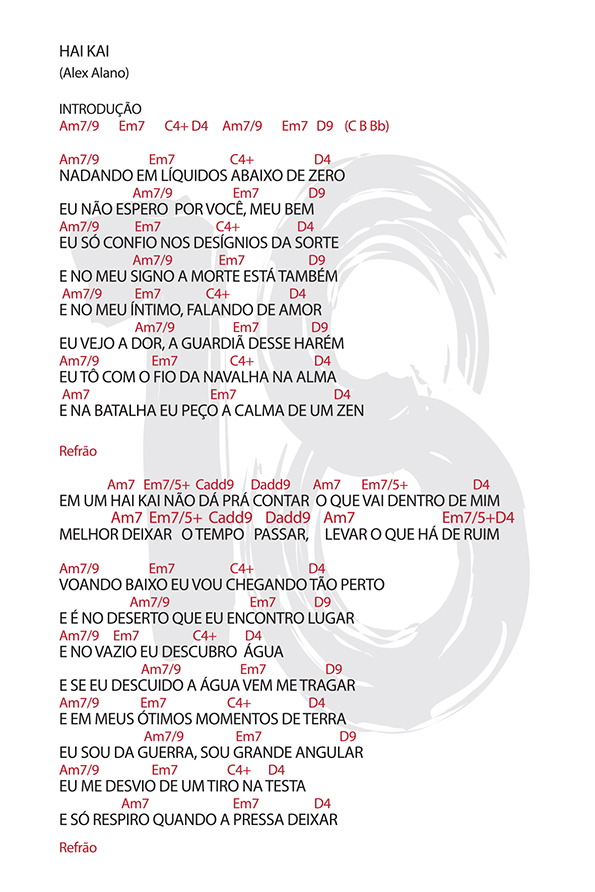 HAI KAI
(Alex Alano)
INTRODUÇÃO
Am7/9 Em7 C4+ D4 Am7/9 Em7 D9 (C B Bb)
Am7/9 Em7 C4+ D4
NADANDO EM LÍQUIDOS ABAIXO DE ZERO
Am7/9 Em7 D9
EU NÃO ESPERO POR VOCÊ, MEU BEM
Am7/9 Em7 C4+ D4
EU SÓ CONFIO NOS DESÍGNIOS DA SORTE
Am7/9 Em7 D9
E NO MEU SIGNO A MORTE ESTÁ TAMBÉM
Am7/9 Em7 C4+ D4
E NO MEU ÍNTIMO, FALANDO DE AMOR
Am7/9 Em7 D9
EU VEJO A DOR, A GUARDIÃ DESSE HARÉM
Am7/9 Em7 C4+ D4
EU TÔ COM O FIO DA NAVALHA NA ALMA
Am7 Em7 D4
E NA BATALHA EU PEÇO A CALMA DE UM ZEN
Refrão
Am7 Em7/5+ Cadd9 Dadd9 Am7 Em7/5+ D4
EM UM HAI KAI NÃO DÁ PRÁ CONTAR O QUE VAI DENTRO DE MIM
Am7 Em7/5+ Cadd9 Dadd9 Am7 Em7/5+D4
MELHOR DEIXAR O TEMPO PASSAR, LEVAR O QUE HÁ DE RUIM
Am7/9 Em7 C4+ D4
VOANDO BAIXO EU VOU CHEGANDO TÃO PERTO
Am7/9 Em7 D9
E É NO DESERTO QUE EU ENCONTRO LUGAR
Am7/9 Em7 C4+ D4
E NO VAZIO EU DESCUBRO ÁGUA
Am7/9 Em7 D9
E SE EU DESCUIDO A ÁGUA VEM ME TRAGAR
Am7/9 Em7 C4+ D4
E EM MEUS ÓTIMOS MOMENTOS DE TERRA
Am7/9 Em7 D9
EU SOU DA GUERRA, SOU GRANDE ANGULAR
Am7/9 Em7 C4+ D4
EU ME DESVIO DE UM TIRO NA TESTA
Am7 Em7 D4
E SÓ RESPIRO QUANDO A PRESSA DEIXAR
Refrão